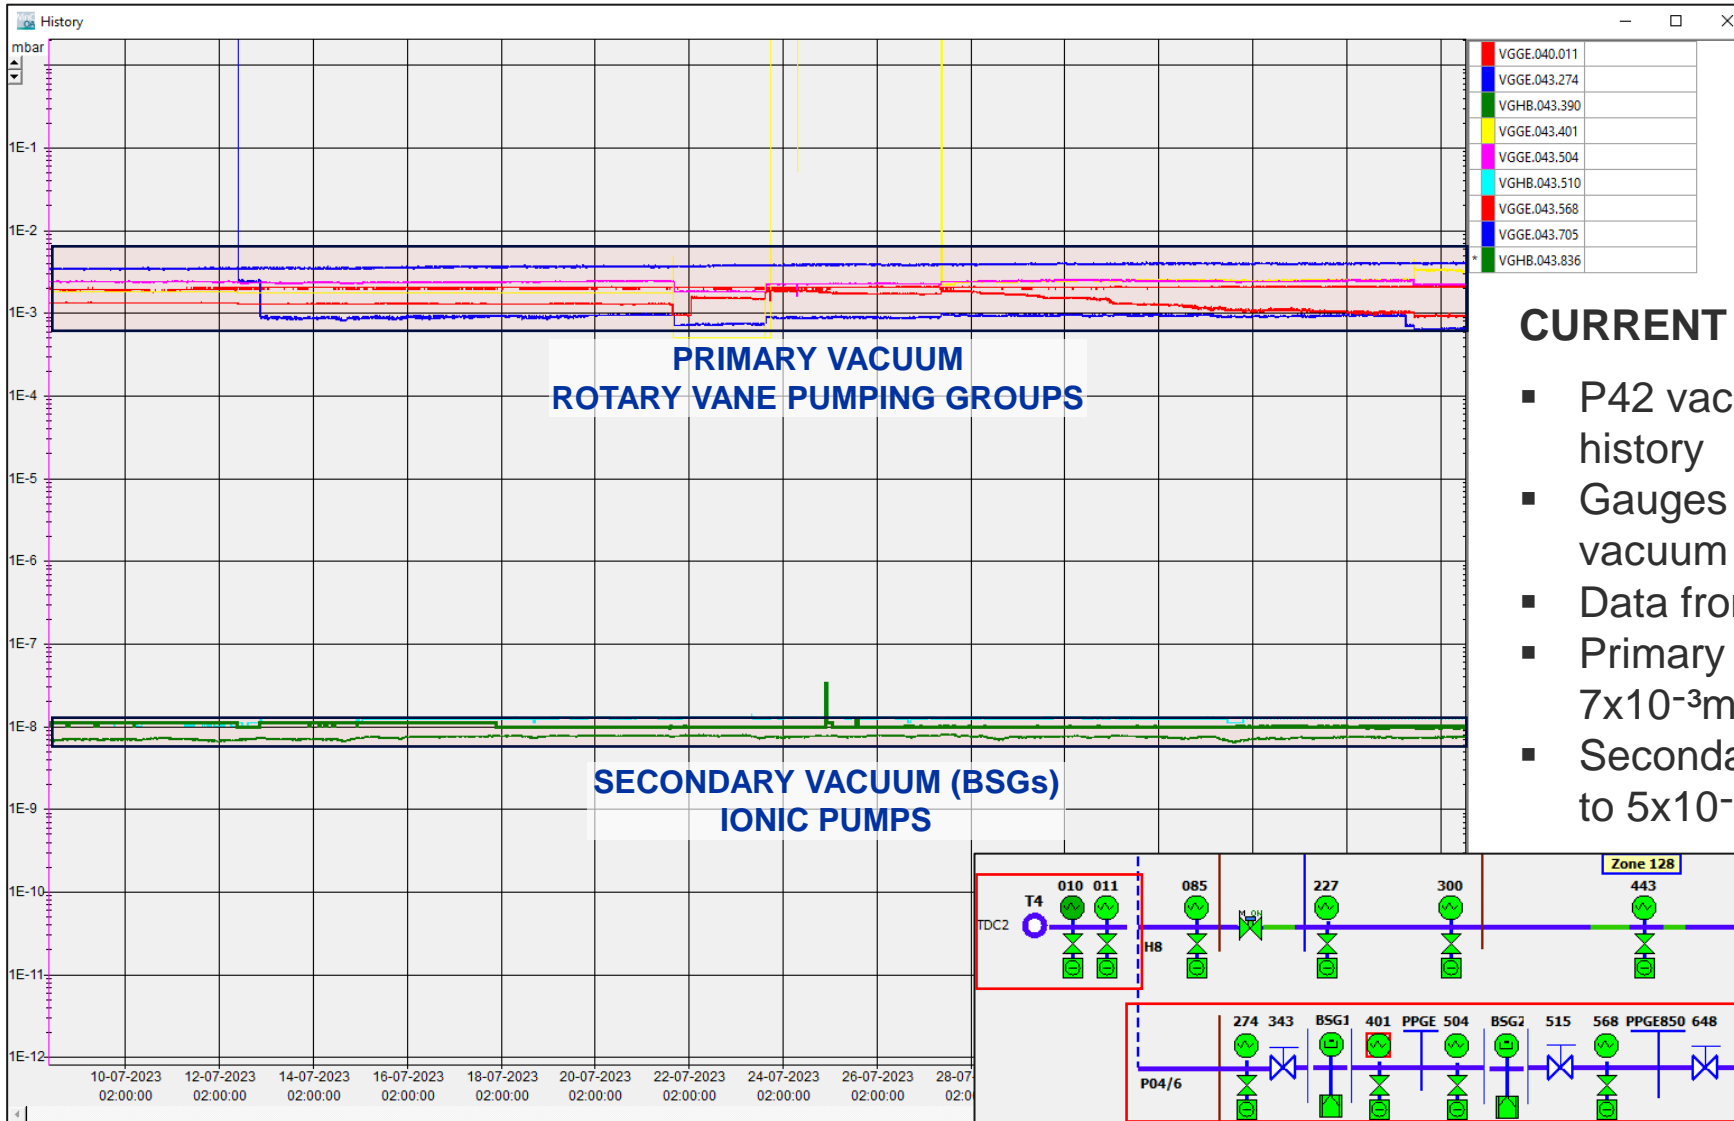 History
mbar
1E-1
1E-2
1E-3
1E-4
1E-5
1E-6
1E-7
1E-8
1E-9
1E-10
1E-11
1E-12
PRIMARY VACUUM
ROTARY VANE PUMPING GROUPS
SECONDARY VACUUM (BSGs)
IONIC PUMPS
10-07-2023 12-07-2023 14-07-2023 16-07-2023 18-07-2023 20-07-2023 22-07-2023 24-07-2023 26-07-2023 28-07-
02:00:00 02:00:00 02:00:00 02:00:00 02:00:00 02:00:00 02:00:00 02:00:00 02:00:00 02:0
VGGE.040.011
VGGE.043.274
VGHB.043.390
VGGE.043.401
VGGE.043.504
VGHB.043.510
VGGE.043.568
VGGE.043.705
* VGHB.043.836
CURRENT
▪ P42 vac
history
▪ Gauges
vacuum
▪ Data from
▪ Primary
7x10⁻³m
▪ Seconda
to 5x10⁻
Zone 128
010 011 085 227 300 443
T4
TDC2
H8
274 343 BSG1 401 PPGE 504 BSG2 515 568 PPGE850 648
P04/6